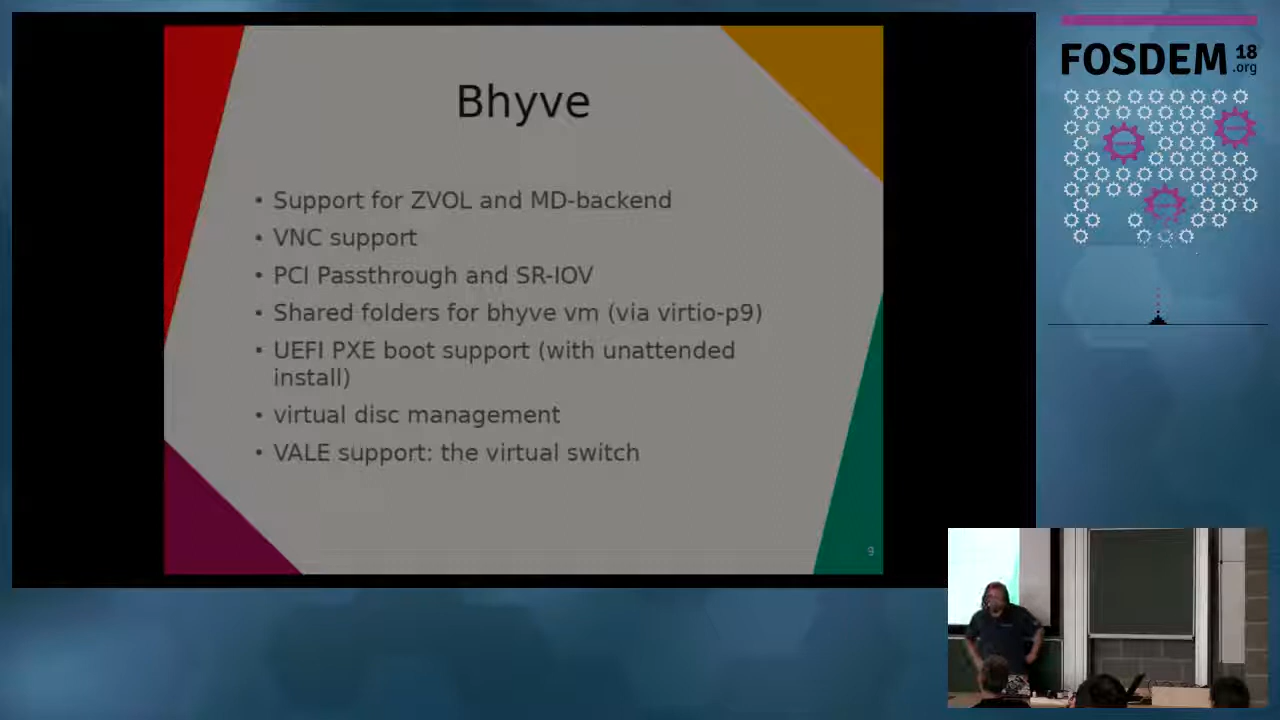 Bhyve
• Support for ZVOL and MD-backend
• VNC support
• PCI Passthrough and SR-IOV
• Shared folders for bhyve vm (via virtio-p9)
• UEFI PXE boot support (with unattended
install)
• virtual disc management
• VALE support: the virtual switch
9
FOSDEM 18
.org